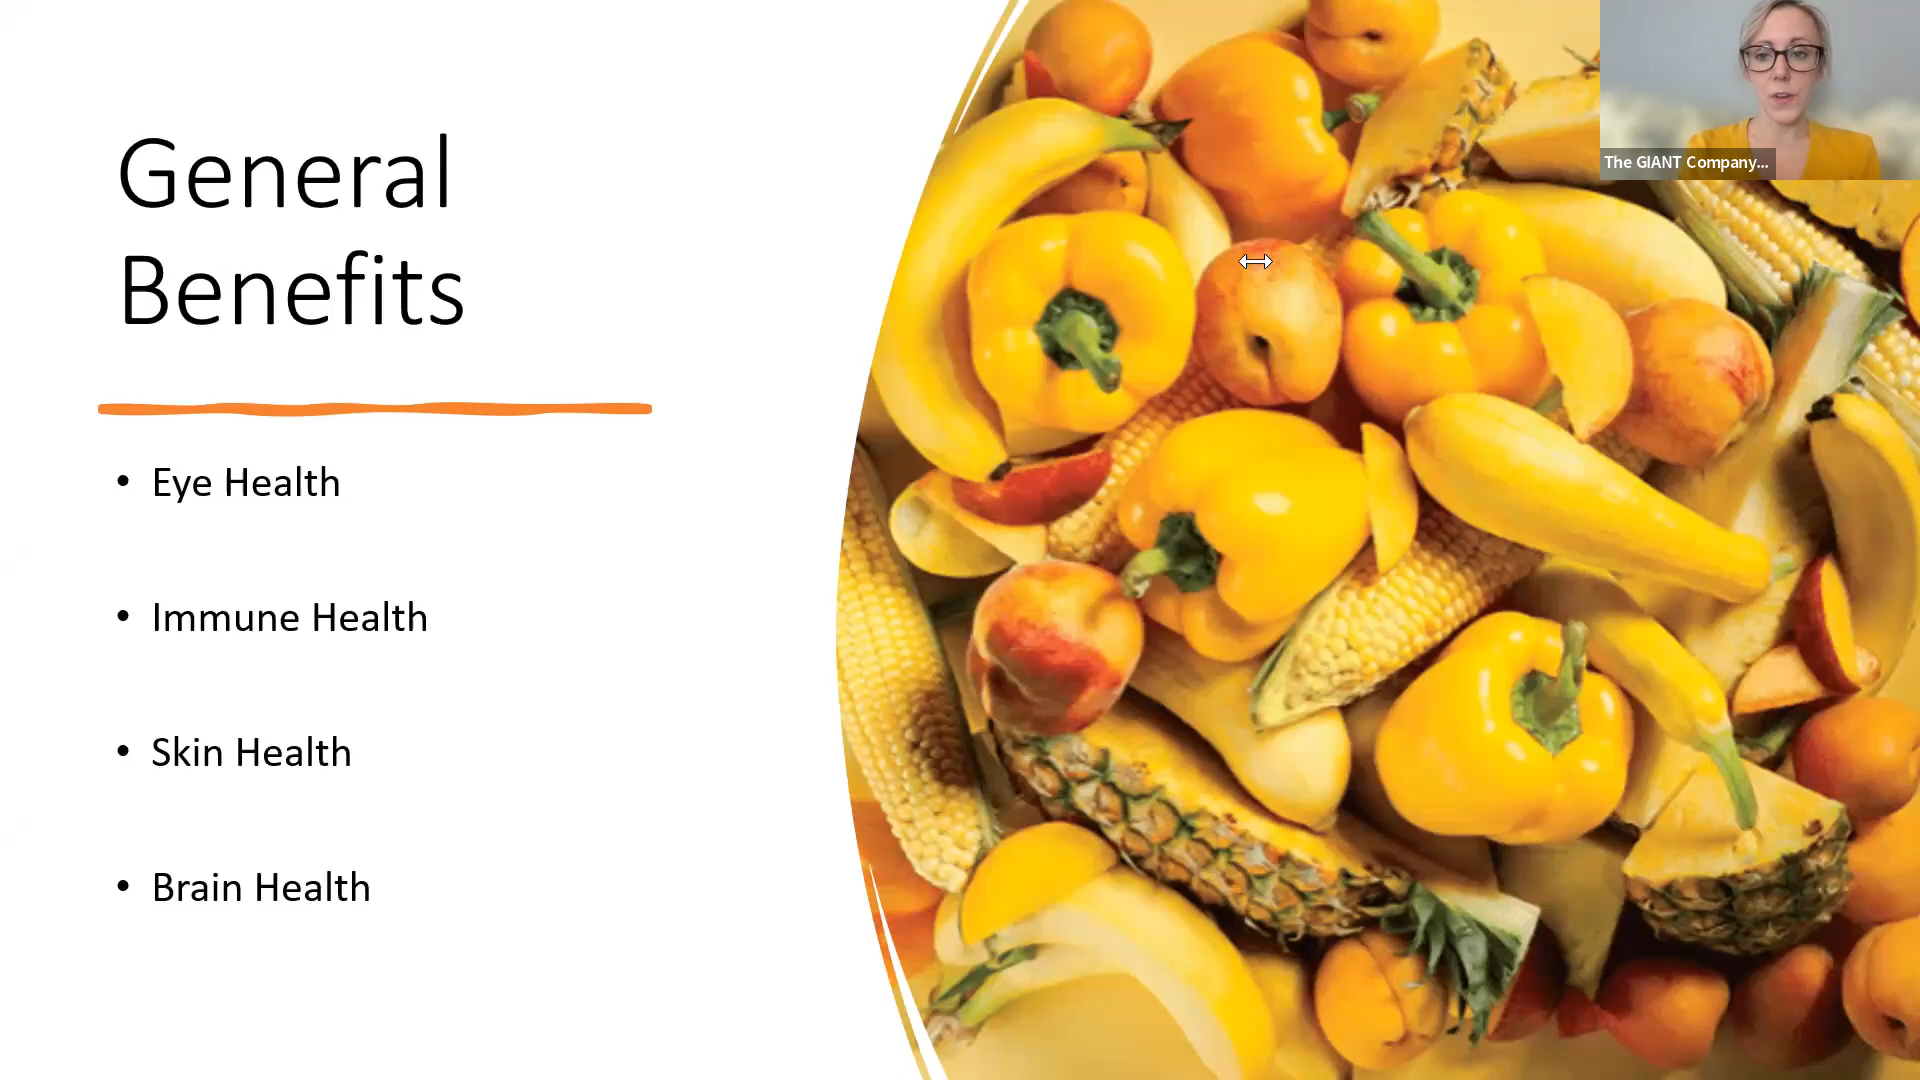 General
Benefits
• Eye Health
• Immune Health
• Skin Health
• Brain Health
The GIANT Company...